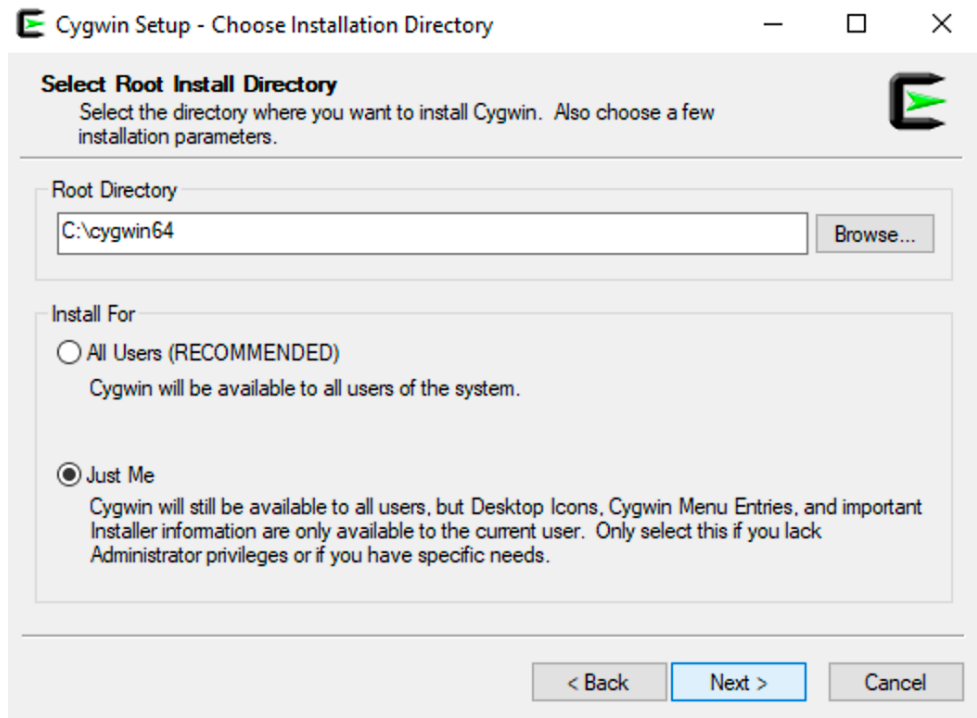 Cygwin Setup - Choose Installation Directory
Select Root Install Directory
Select the directory where you want to install Cygwin. Also choose a few
installation parameters.
Root Directory
C:\cygwin64
Browse...
Install For
All Users (RECOMMENDED)
Cygwin will be available to all users of the system.
Just Me
Cygwin will still be available to all users, but Desktop Icons, Cygwin Menu Entries, and important
Installer information are only available to the current user. Only select this if you lack
Administrator privileges or if you have specific needs.
< Back
Next >
Cancel